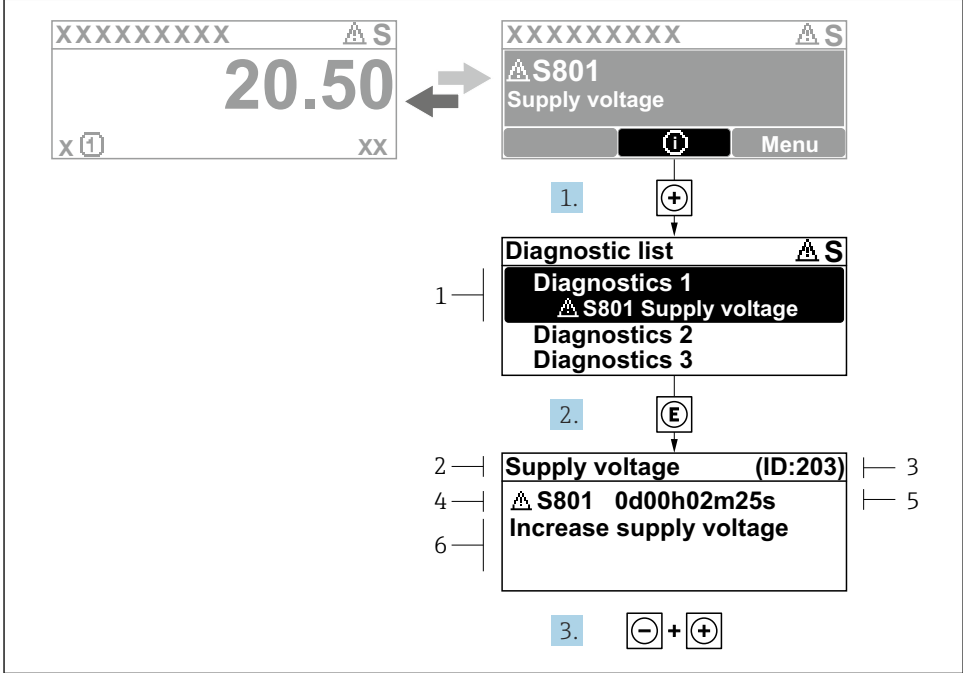 XXXXXXXXX ⚠ S
20.50
x ① xx
XXXXXXXXX ⚠ S
⚠S801
Supply voltage
ⓘ Menu
1. +
Diagnostic list ⚠ S
1 Diagnostics 1
⚠ S801 Supply voltage
Diagnostics 2
Diagnostics 3
2. E
2 Supply voltage (ID:203) 3
4 ⚠ S801 0d00h02m25s 5
6 Increase supply voltage
3. − + +